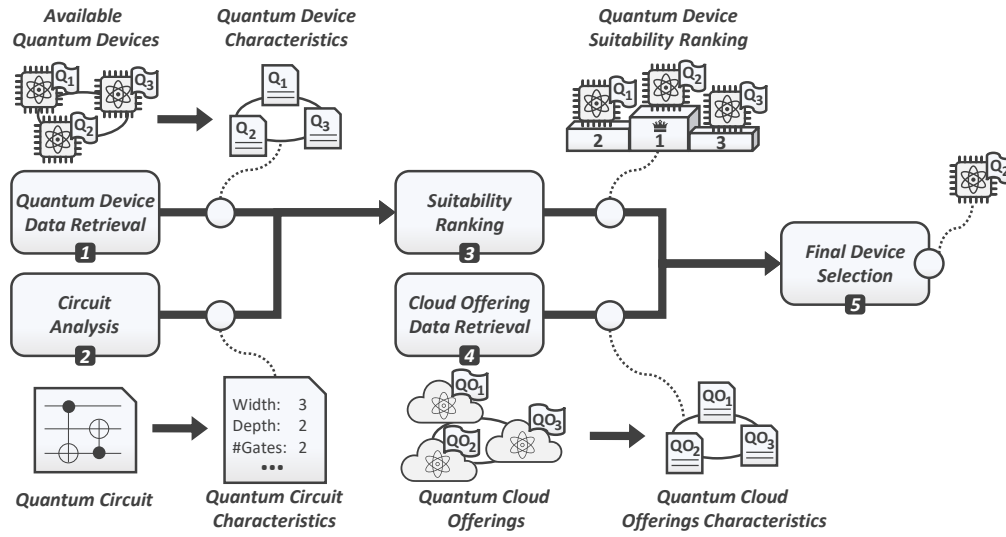 Available
Quantum Devices
Quantum Device
Characteristics
Quantum Device
Suitability Ranking
Q1
Q3
Q2
Q1
Q2
Q3
Q1
Q2
Q3
2
1
3
Q2
Quantum Device
Data Retrieval
1
Suitability
Ranking
3
Final Device
Selection
5
Circuit
Analysis
2
Cloud Offering
Data Retrieval
4
Width: 3
Depth: 2
#Gates: 2
•••
QO1
QO2
QO3
QO1
QO2
QO3
Quantum Circuit
Quantum Circuit
Characteristics
Quantum Cloud
Offerings
Quantum Cloud
Offerings Characteristics